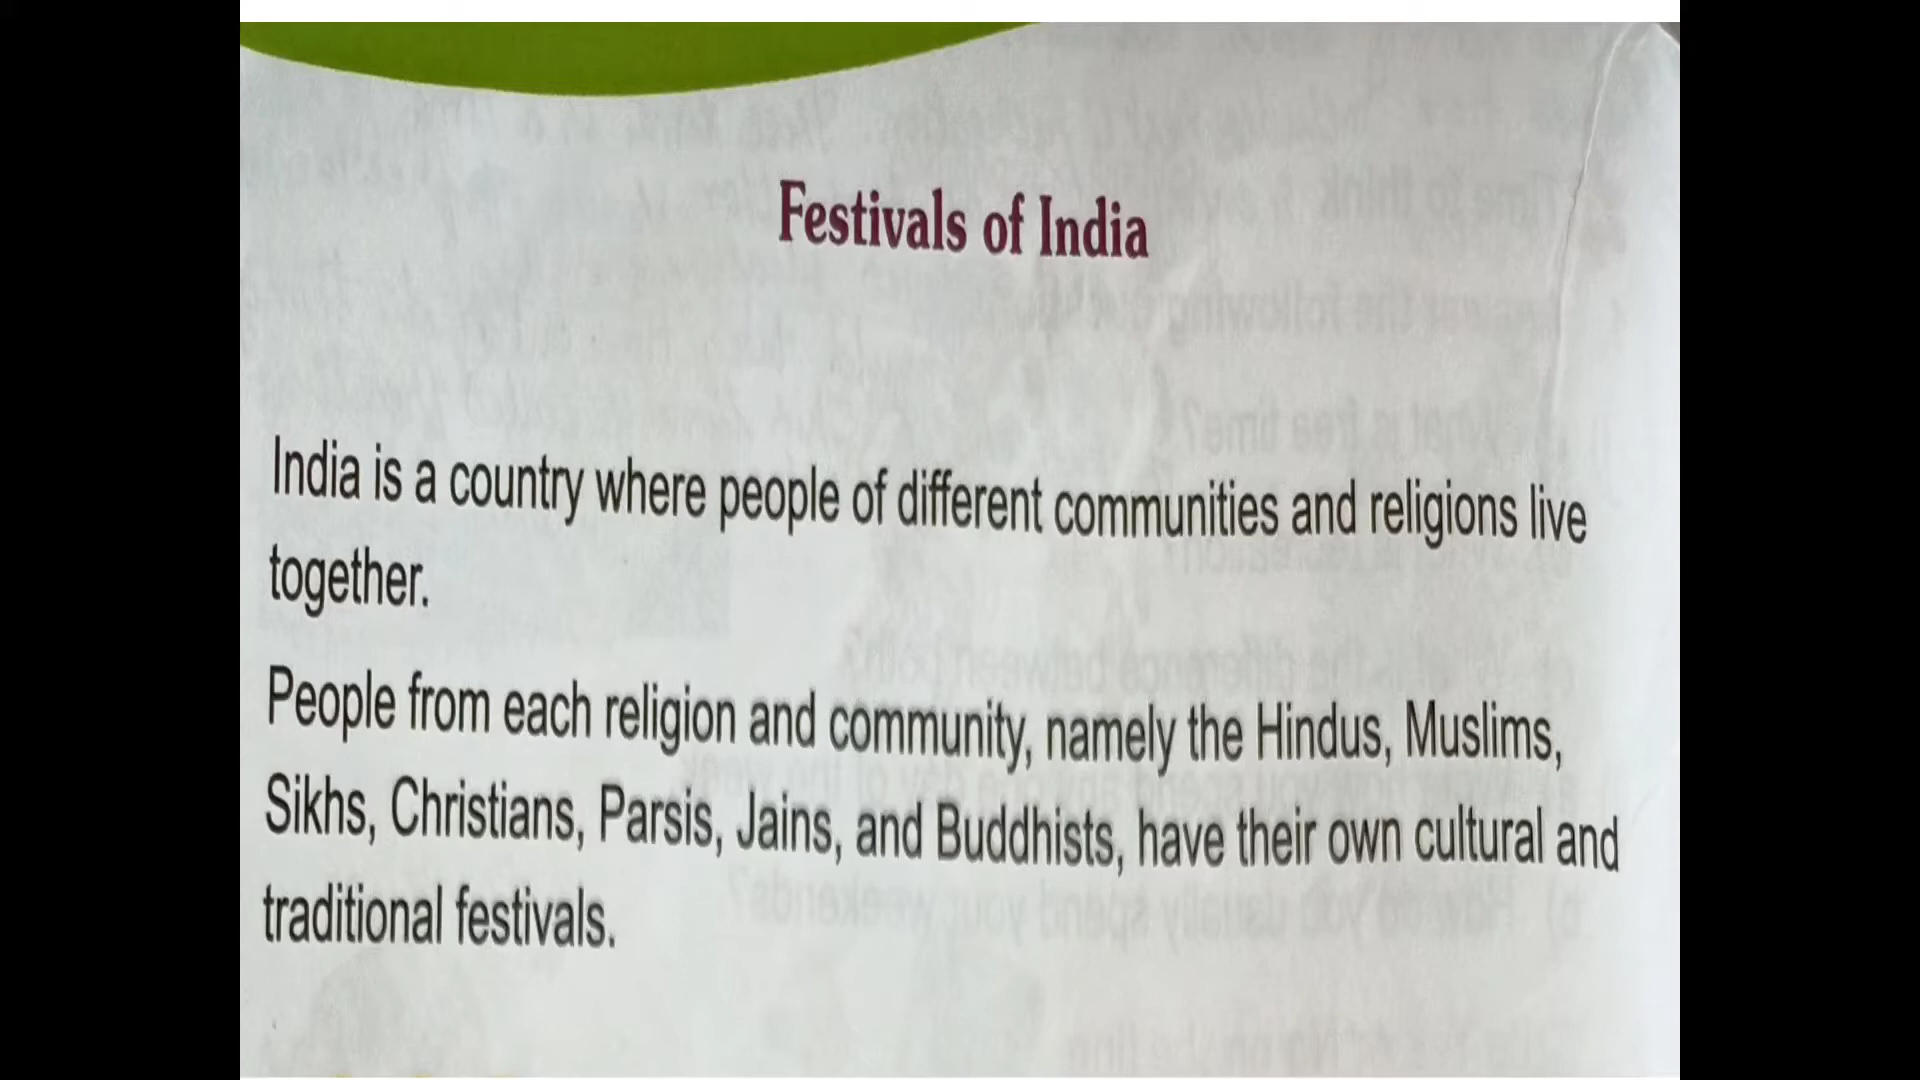 Festivals of India
India is a country where people of different communities and religions live
together.
People from each religion and community, namely the Hindus, Muslims,
Sikhs, Christians, Parsis, Jains, and Buddhists, have their own cultural and
traditional festivals.